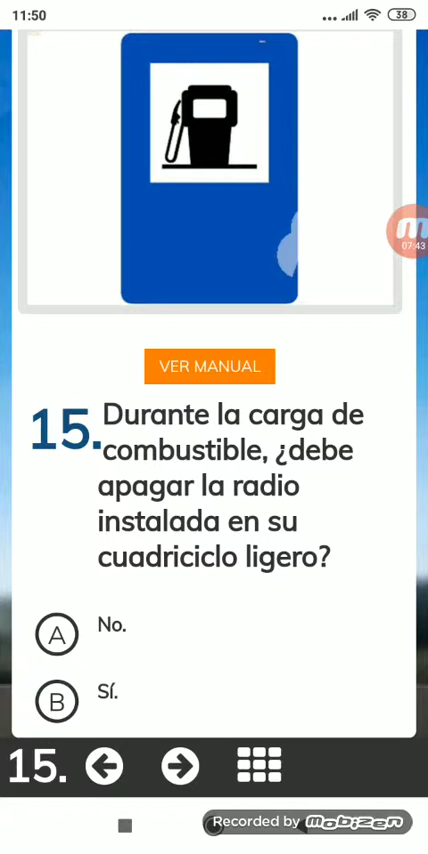 11:50
38
07:43
VER MANUAL
15.
Durante la carga de
combustible, ¿debe
apagar la radio
instalada en su
cuadriciclo ligero?
A No.
B Sí.
15.
Recorded by mobizen